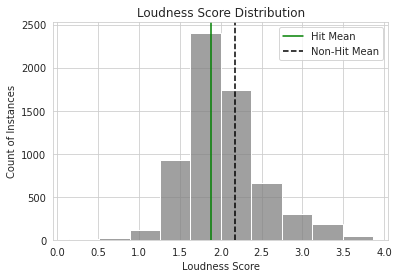 Loudness Score Distribution
Hit Mean
Non-Hit Mean
Count of Instances
2500
2000
1500
1000
500
0
0.0 0.5 1.0 1.5 2.0 2.5 3.0 3.5 4.0
Loudness Score